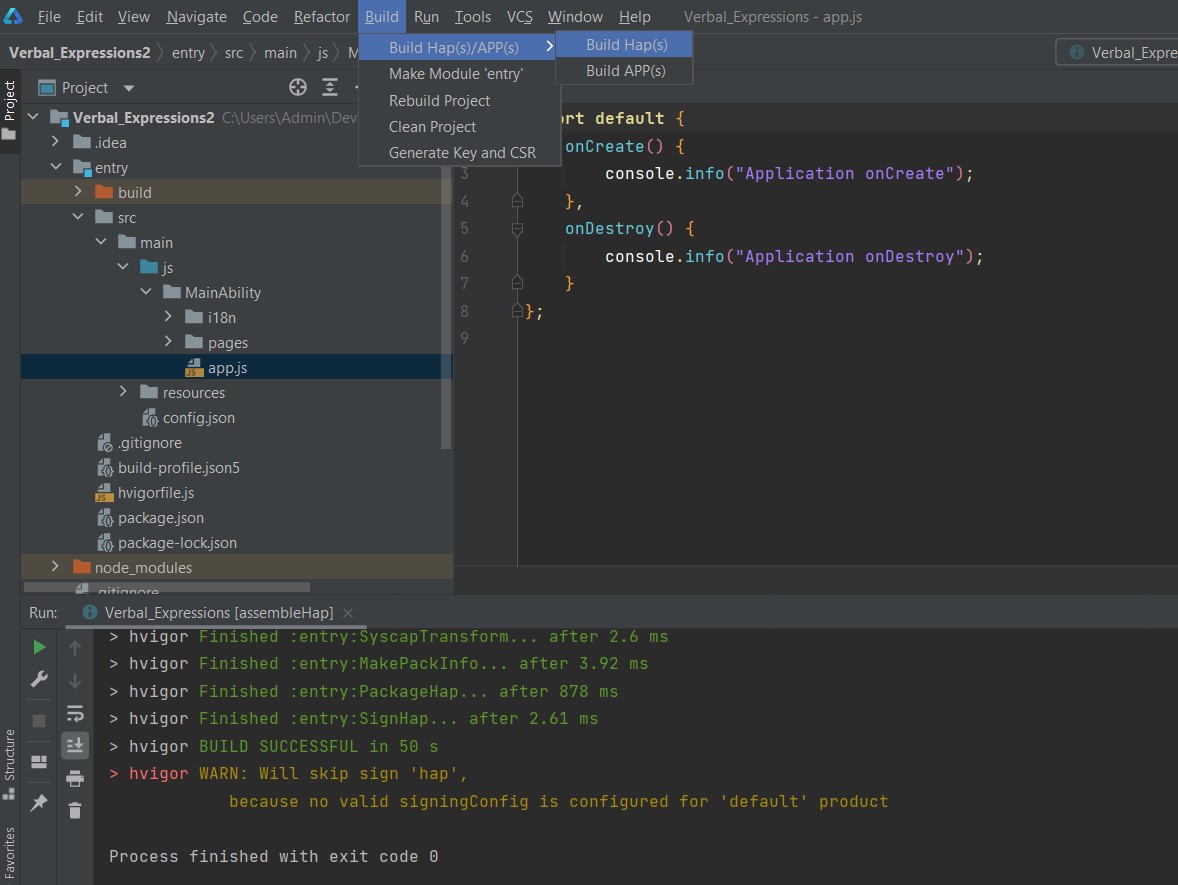 File Edit View Navigate Code Refactor Build Run Tools VCS Window Help Verbal_Expressions - app.js
Verbal_Expressions2 entry src main js M
Build Hap(s)/APP(s)
Make Module 'entry'
Rebuild Project
Clean Project
Generate Key and CSR
Build Hap(s)
Build APP(s)
Verbal_Expre
Project
Structure
Favorites
Project
Verbal_Expressions2 C:\Users\Admin\Dev
.idea
entry
build
src
main
js
MainAbility
i18n
pages
app.js
resources
config.json
.gitignore
build-profile.json5
hvigorfile.js
package.json
package-lock.json
node_modules
.gitignore
rt default {
onCreate() {
3 console.info("Application onCreate");
4 },
5 onDestroy() {
6 console.info("Application onDestroy");
7 }
8 };
9
Run: Verbal_Expressions [assembleHap]
> hvigor Finished :entry:SyscapTransform... after 2.6 ms
> hvigor Finished :entry:MakePackInfo... after 3.92 ms
> hvigor Finished :entry:PackageHap... after 878 ms
> hvigor Finished :entry:SignHap... after 2.61 ms
> hvigor BUILD SUCCESSFUL in 50 s
> hvigor WARN: Will skip sign 'hap',
because no valid signingConfig is configured for 'default' product
Process finished with exit code 0